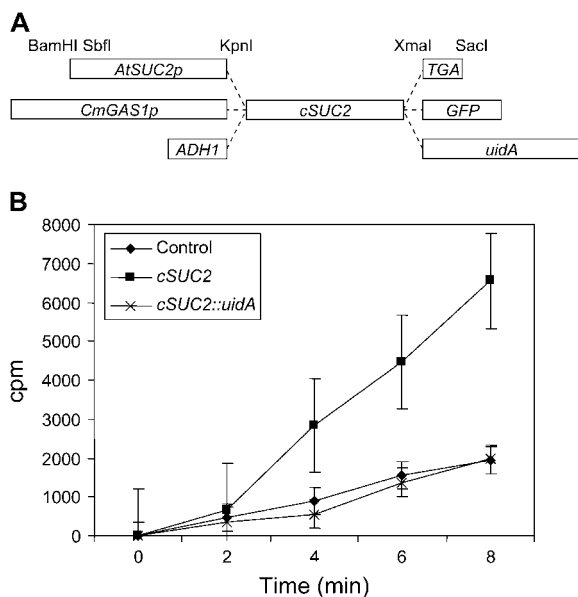 A
BamHI SbfI KpnI XmaI SacI
AtSUC2p TGA
CmGAS1p cSUC2 GFP
ADH1 uidA
B
8000
7000
6000
5000
4000
3000
2000
1000
0
cpm
Control
cSUC2
cSUC2::uidA
0 2 4 6 8
Time (min)